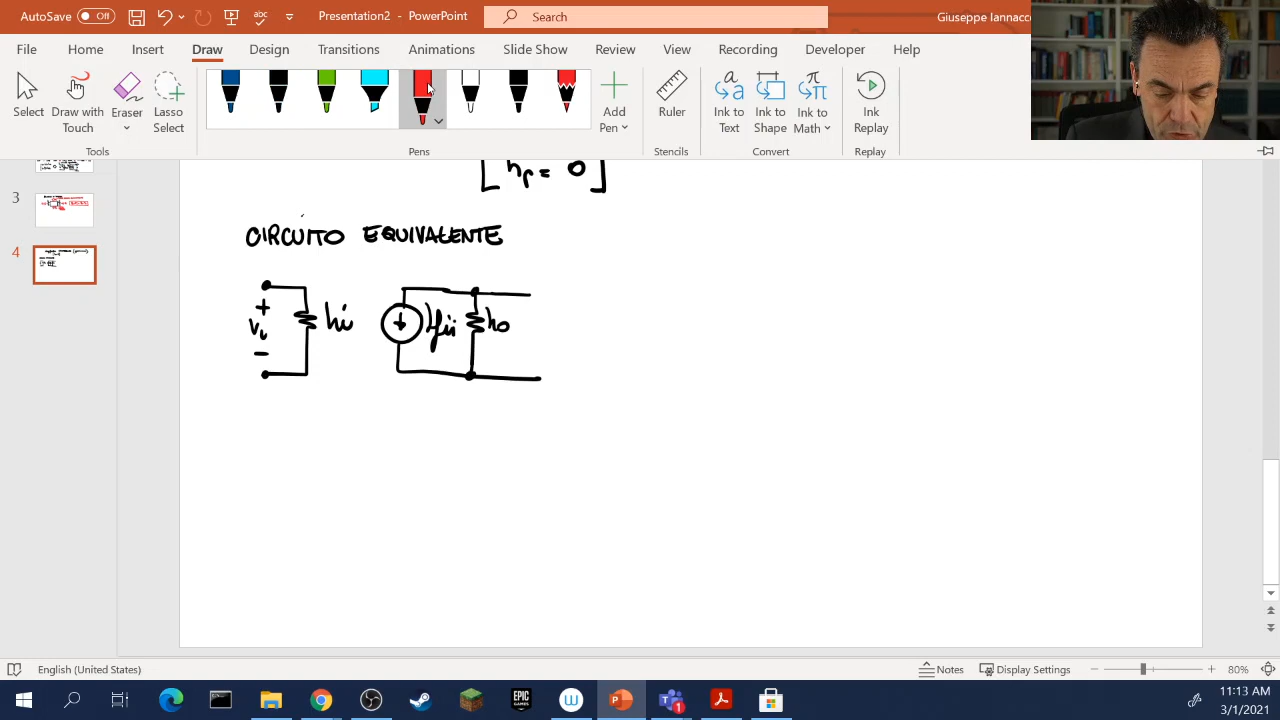 AutoSave Off Presentation2 - PowerPoint Search Giuseppe Iannacco
File Home Insert Draw Design Transitions Animations Slide Show Review View Recording Developer Help
Select Draw with Touch Eraser Lasso Select Add Pen Ruler Ink to Text Ink to Shape Ink to Math Ink Replay
Tools Pens Stencils Convert Replay
[hr = 0]
3
CIRCUITO EQUIVALENTE
4
+
hi
ho
-
English (United States) Notes Display Settings 80%
11:13 AM
3/1/2021